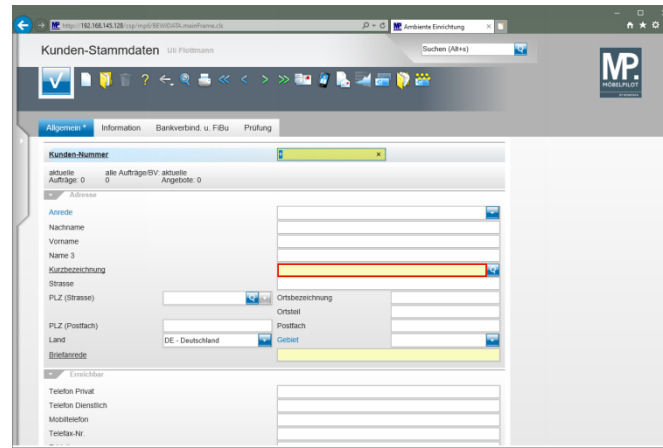 http://192.168.145.128/csp/mpli/BEWIDATA.mainFrame.cls
Ambiente Einrichtung
Kunden-Stammdaten Uli Flottmann
Suchen (Alt+s)
MP.
MÖBELPILOT
Allgemein * Information Bankverbind. u. FiBu Prüfung
Kunden-Nummer
aktuelle alle Aufträge/BV: aktuelle
Aufträge: 0 0 Angebote: 0
Adresse
Anrede
Nachname
Vorname
Name 3
Kurzbezeichnung
Strasse
PLZ (Strasse) Ortsbezeichnung
Ortsteil
PLZ (Postfach) Postfach
Land DE - Deutschland Gebiet
Briefanrede
Erreichbar
Telefon Privat
Telefon Dienstlich
Mobiltelefon
Telefax-Nr.